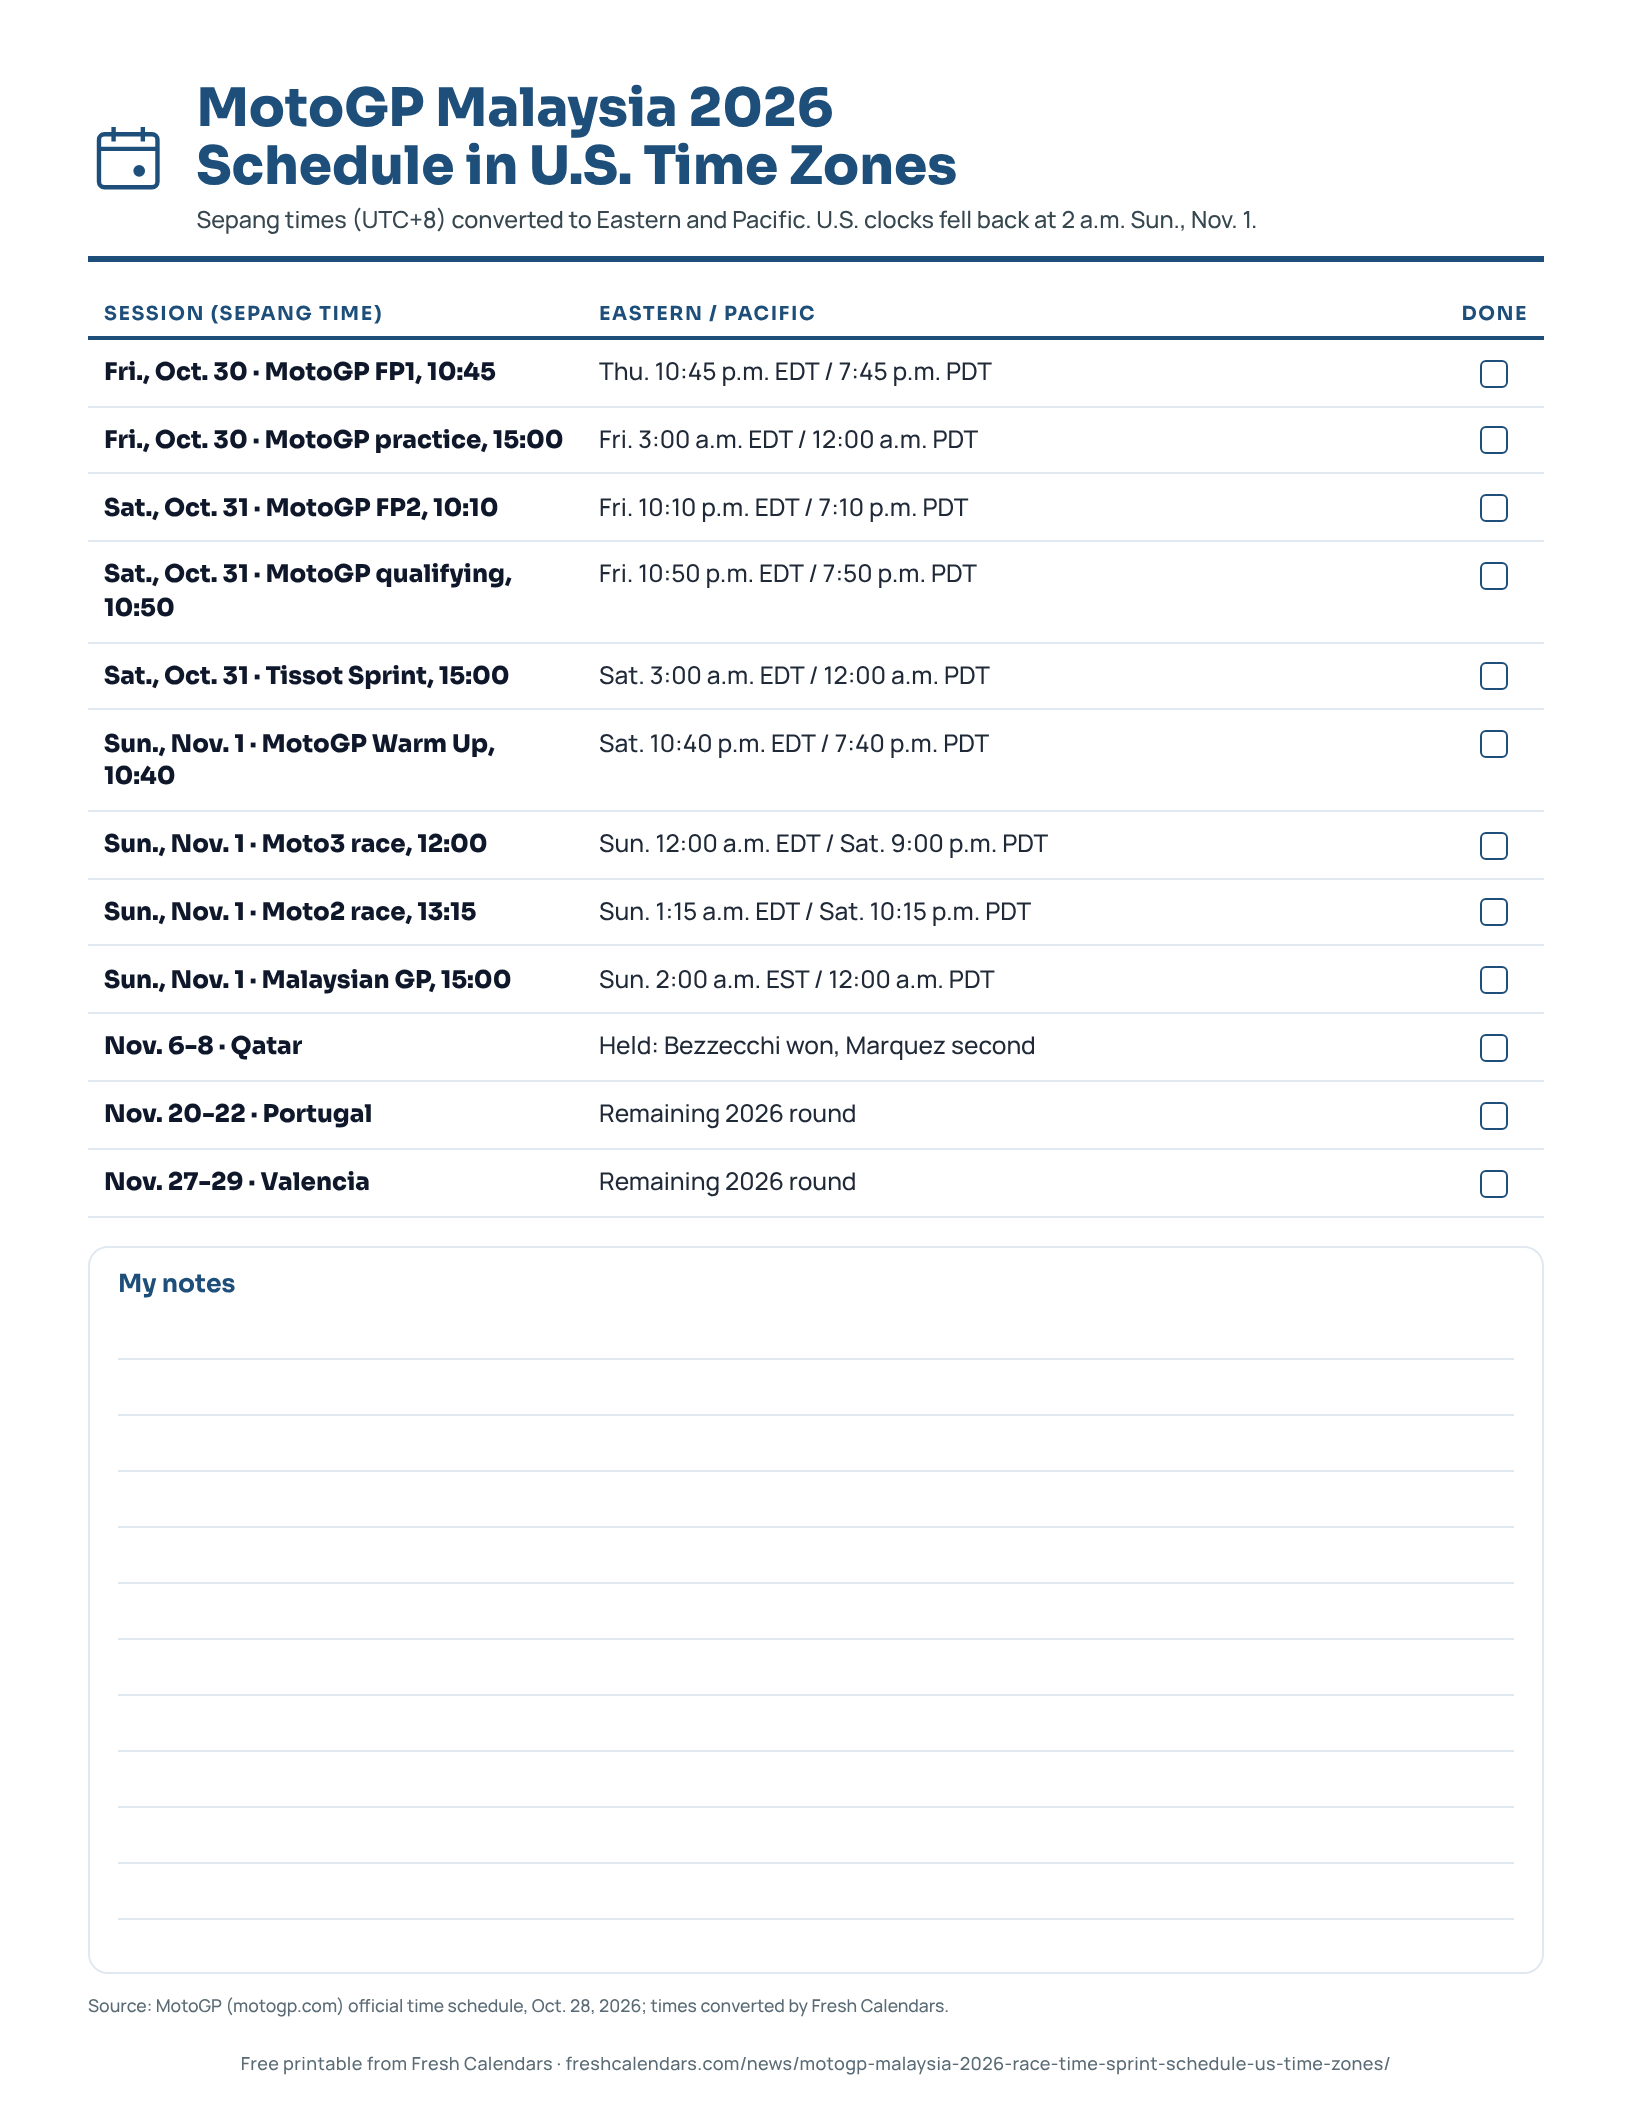 MotoGP Malaysia 2026
Schedule in U.S. Time Zones
Sepang times (UTC+8) converted to Eastern and Pacific. U.S. clocks fell back at 2 a.m. Sun., Nov. 1.
SESSION (SEPANG TIME) EASTERN / PACIFIC DONE
Fri., Oct. 30 · MotoGP FP1, 10:45 Thu. 10:45 p.m. EDT / 7:45 p.m. PDT
Fri., Oct. 30 · MotoGP practice, 15:00 Fri. 3:00 a.m. EDT / 12:00 a.m. PDT
Sat., Oct. 31 · MotoGP FP2, 10:10 Fri. 10:10 p.m. EDT / 7:10 p.m. PDT
Sat., Oct. 31 · MotoGP qualifying, Fri. 10:50 p.m. EDT / 7:50 p.m. PDT
10:50
Sat., Oct. 31 · Tissot Sprint, 15:00 Sat. 3:00 a.m. EDT / 12:00 a.m. PDT
Sun., Nov. 1 · MotoGP Warm Up, Sat. 10:40 p.m. EDT / 7:40 p.m. PDT
10:40
Sun., Nov. 1 · Moto3 race, 12:00 Sun. 12:00 a.m. EDT / Sat. 9:00 p.m. PDT
Sun., Nov. 1 · Moto2 race, 13:15 Sun. 1:15 a.m. EDT / Sat. 10:15 p.m. PDT
Sun., Nov. 1 · Malaysian GP, 15:00 Sun. 2:00 a.m. EST / 12:00 a.m. PDT
Nov. 6–8 · Qatar Held: Bezzecchi won, Marquez second
Nov. 20–22 · Portugal Remaining 2026 round
Nov. 27–29 · Valencia Remaining 2026 round
My notes
Source: MotoGP (motogp.com) official time schedule, Oct. 28, 2026; times converted by Fresh Calendars.
Free printable from Fresh Calendars · freshcalendars.com/news/motogp-malaysia-2026-race-time-sprint-schedule-us-time-zones/